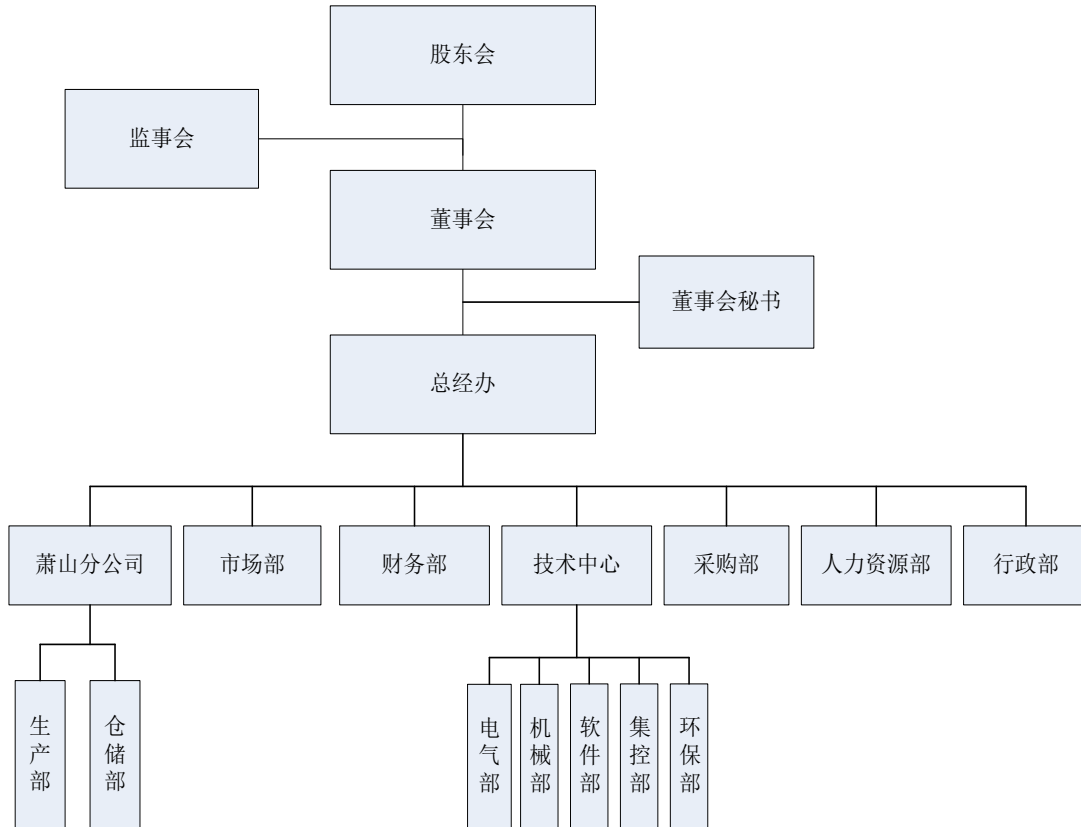 股东会
监事会
董事会
董事会秘书
总经办
萧山分公司
市场部
财务部
技术中心
采购部
人力资源部
行政部
生产部
仓储部
电气部
机械部
软件部
集控部
环保部